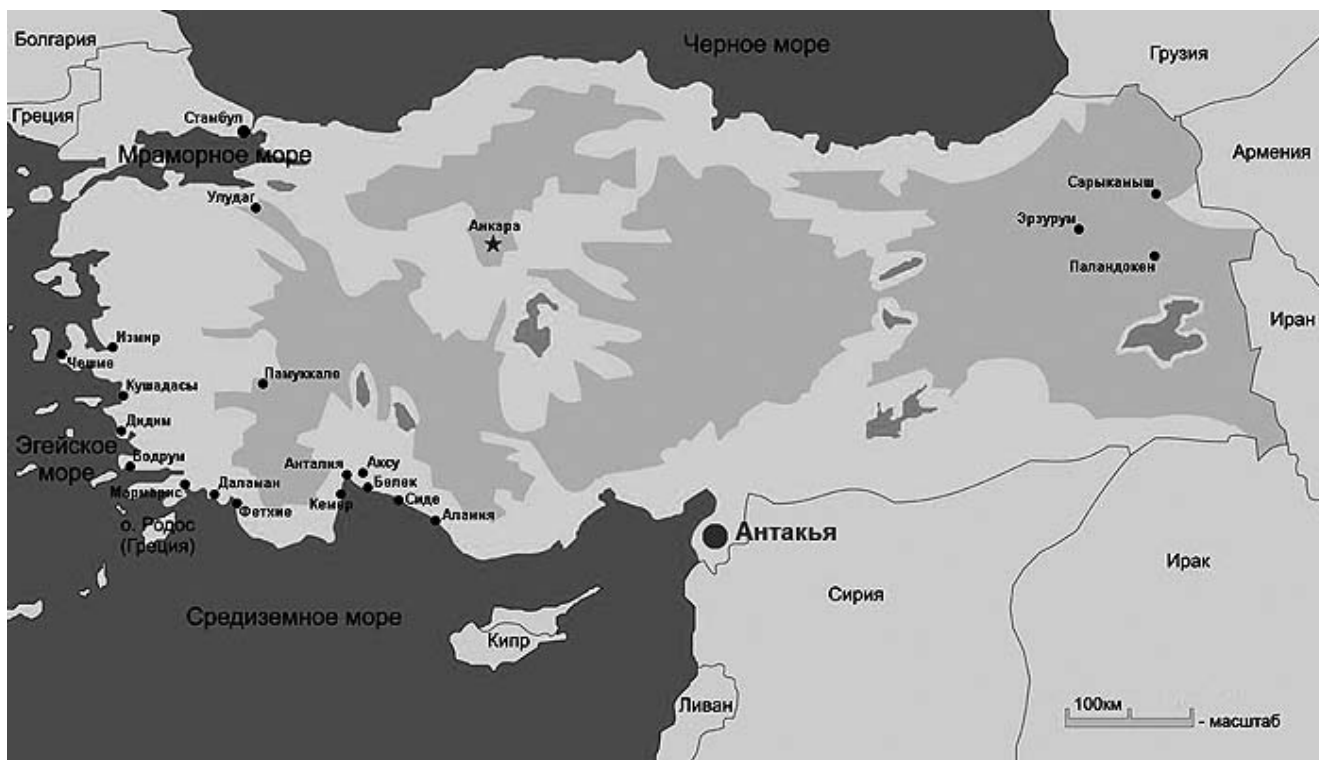 Болгария
Черное море
Грузия
Греция
Стамбул
Мраморное море
Армения
Сарыканыш
Улудаг
Эрзурум
Анкара
Паландокен
Иран
Измир
Чешме
Памуккале
Кушадасы
Дидим
Эгейское
море
Бодрум
Анталия
Аксу
Белек
Мармарис
Даламан
Кемер
Сиде
Фетхие
Алания
о. Родос
(Греция)
Антакья
Ирак
Сирия
Средиземное море
Кипр
Ливан
100км
- масштаб